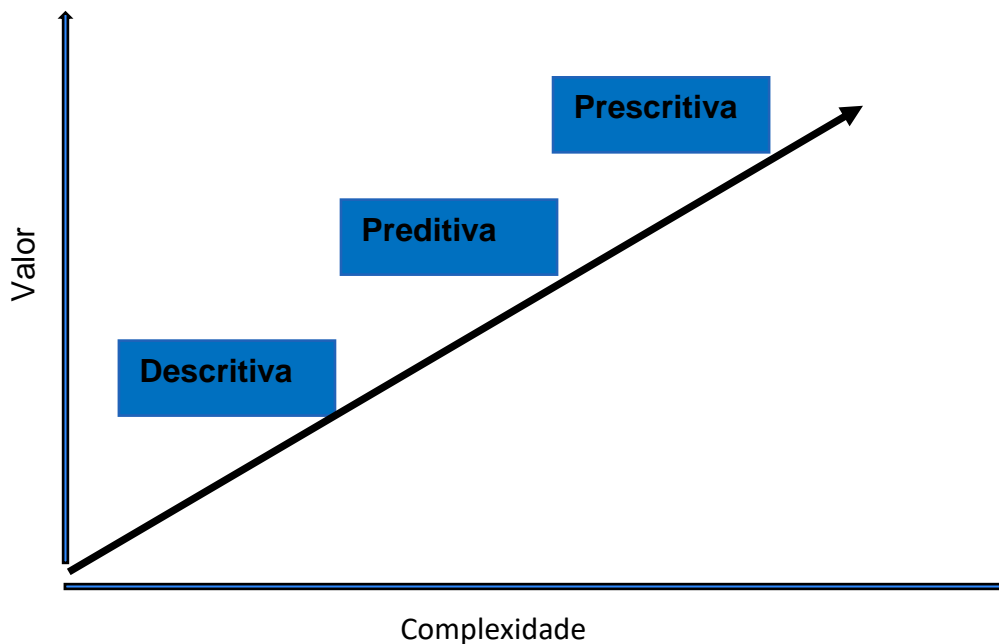 Prescritiva
Preditiva
Valor
Descritiva
Complexidade